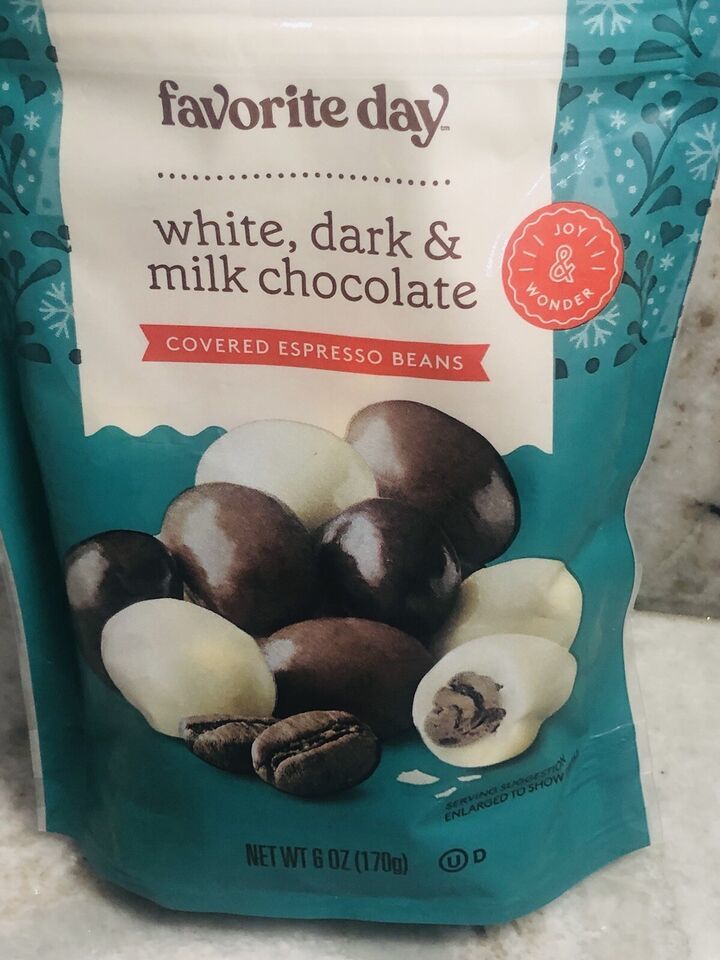 favorite day™
white, dark &
milk chocolate
JOY
&
WONDER
COVERED ESPRESSO BEANS
SERVING SUGGESTION
ENLARGED TO SHOW
NET WT 6 OZ (170g)
U D